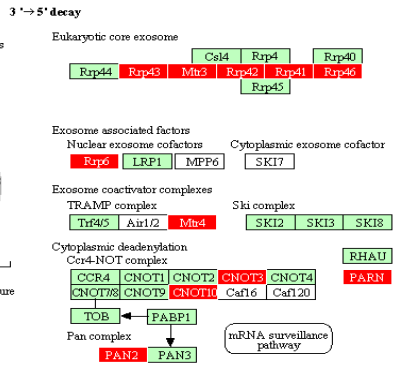 3 '→ 5' decay
Eukaryotic core exosome
Csl4 Rrp4 Rrp40
Rrp44 Rrp43 Mtr3 Rrp42 Rrp41 Rrp46
Rrp45
Exosome associated factors
Nuclear exosome cofactors Cytoplasmic exosome cofactor
Rrp6 LRP1 MPP6 SKI7
Exosome coactivator complexes
TRAMP complex Ski complex
Trf4/5 Air1/2 Mtr4 SKI2 SKI3 SKI8
Cytoplasmic deadenylation
Ccr4-NOT complex RHAU
CCR4 CNOT1 CNOT2 CNOT3 CNOT4 PARN
CNOT7/8 CNOT9 CNOT10 Caf16 Caf120
ure
TOB PABP1
Pan complex mRNA surveillance
pathway
PAN2 PAN3